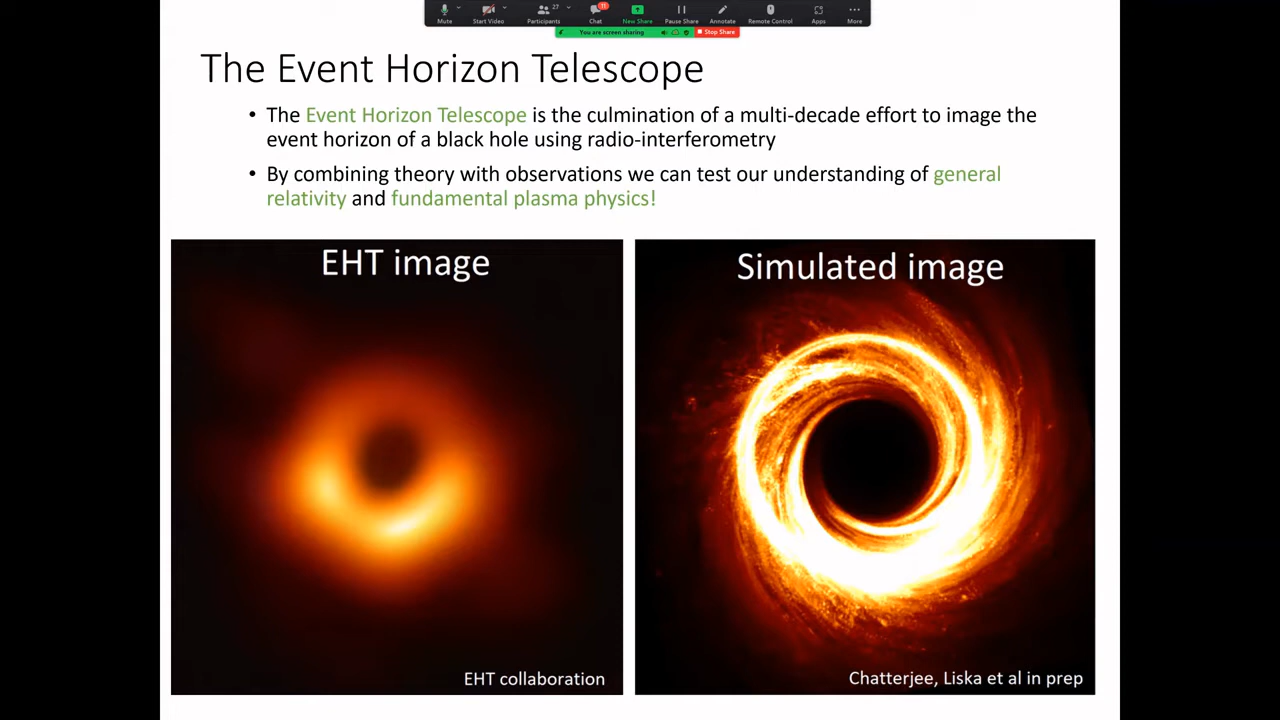 27
11
Mute
Start Video
Participants
Chat
New Share
Pause Share
Annotate
Remote Control
Apps
More
You are screen sharing
Stop Share
The Event Horizon Telescope
• The Event Horizon Telescope is the culmination of a multi-decade effort to image the
event horizon of a black hole using radio-interferometry
• By combining theory with observations we can test our understanding of general
relativity and fundamental plasma physics!
EHT image
Simulated image
EHT collaboration
Chatterjee, Liska et al in prep